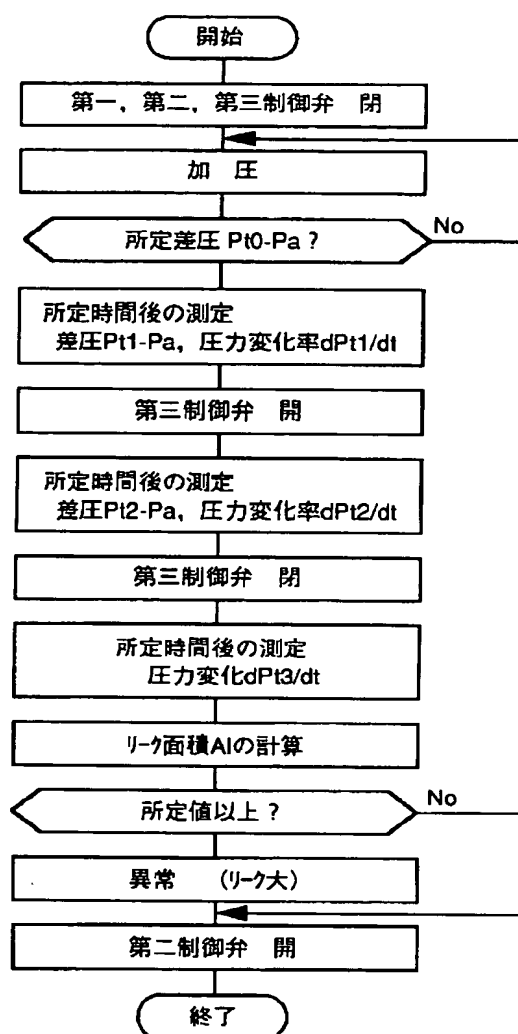 開始
第一，第二，第三制御弁　閉
加　圧
所定差圧 Pt0-Pa ?
No
所定時間後の測定
差圧Pt1-Pa，圧力変化率dPt1/dt
第三制御弁　開
所定時間後の測定
差圧Pt2-Pa，圧力変化率dPt2/dt
第三制御弁　閉
所定時間後の測定
圧力変化dPt3/dt
ﾘｰｸ面積Alの計算
所定値以上 ?
No
異常　（ﾘｰｸ大）
第二制御弁　開
終了